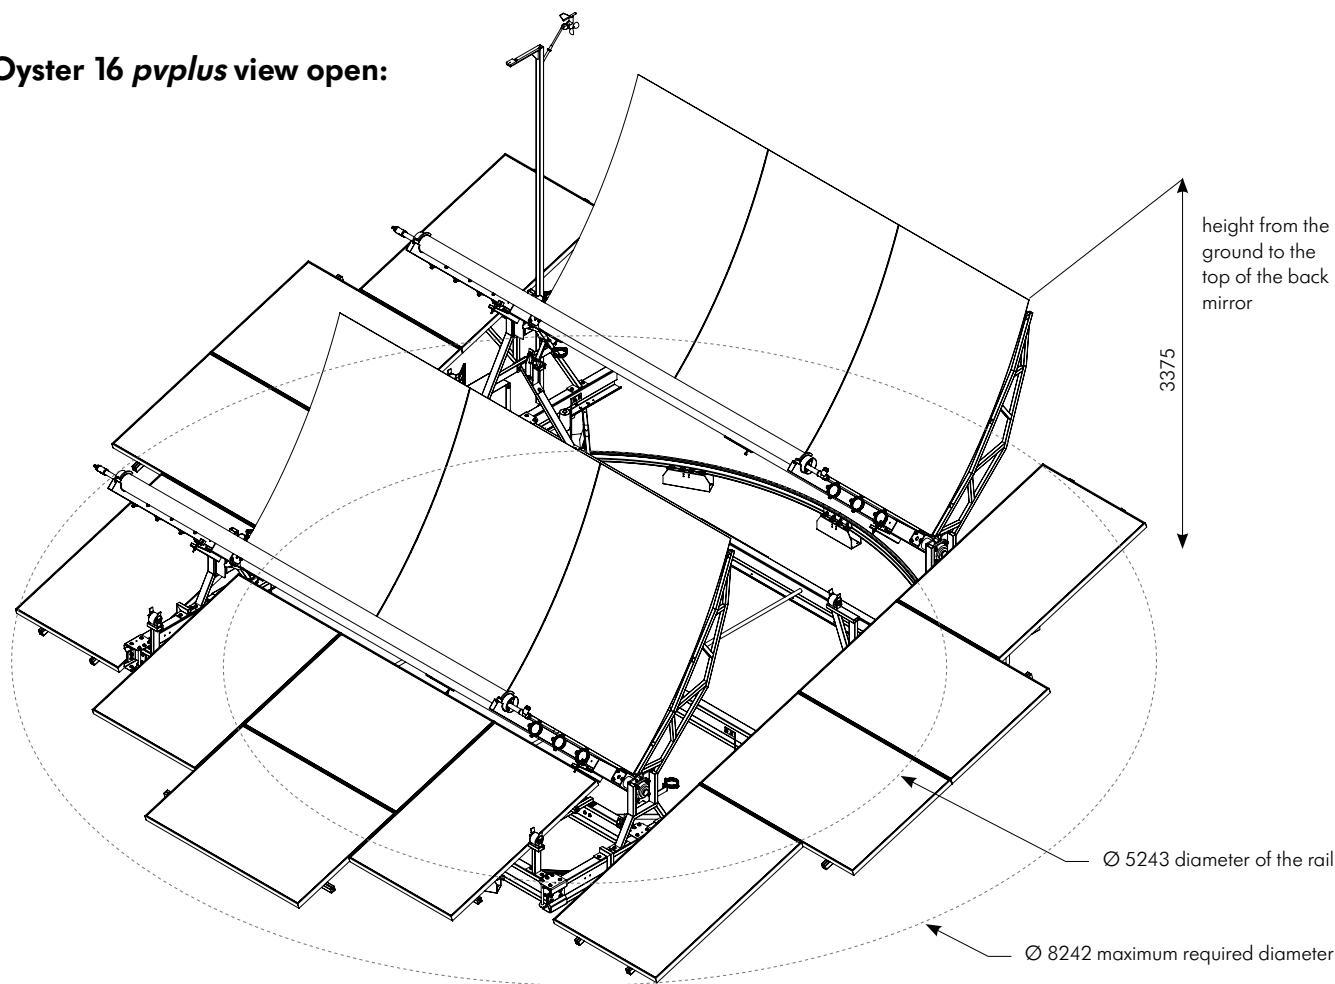 Oyster 16 pvplus view open:
height from the
ground to the
top of the back
mirror
3375
Ø 5243 diameter of the rail
Ø 8242 maximum required diameter